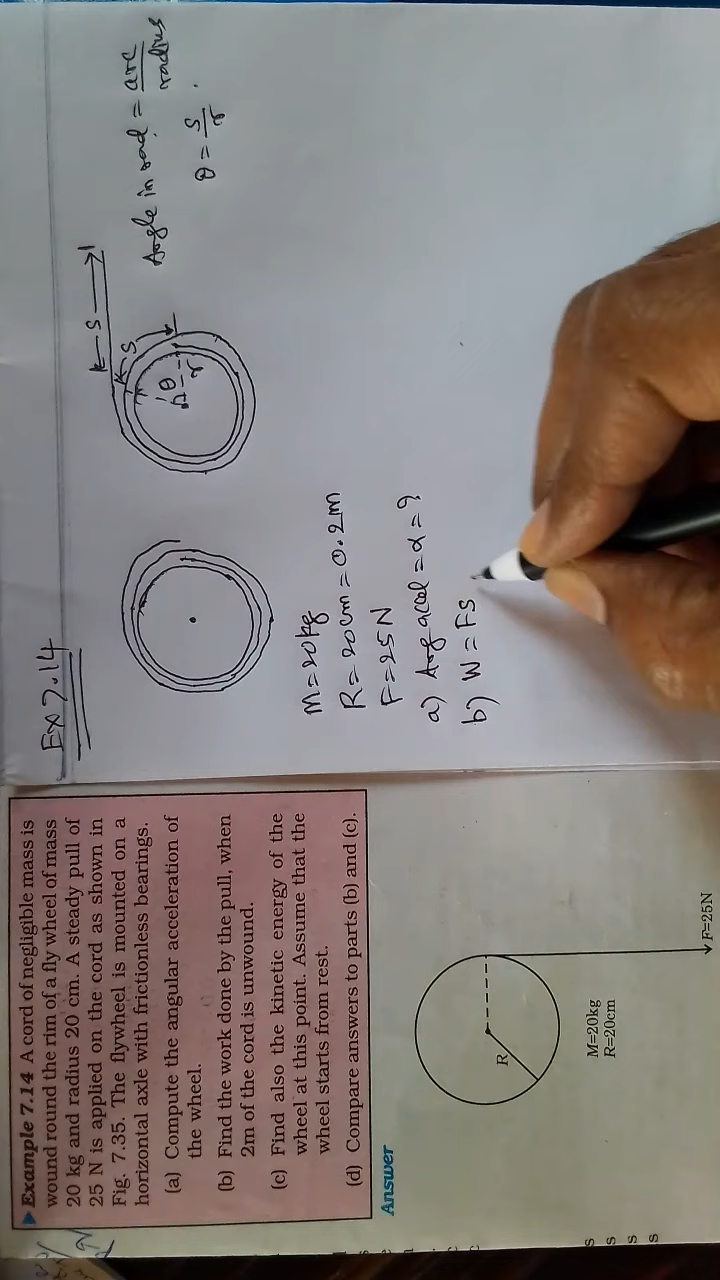 Example 7.14 A cord of negligible mass is
wound round the rim of a fly wheel of mass
20 kg and radius 20 cm. A steady pull of
25 N is applied on the cord as shown in
Fig. 7.35. The flywheel is mounted on a
horizontal axle with frictionless bearings.
(a) Compute the angular acceleration of
the wheel.
(b) Find the work done by the pull, when
2m of the cord is unwound.
(c) Find also the kinetic energy of the
wheel at this point. Assume that the
wheel starts from rest.
(d) Compare answers to parts (b) and (c).
Answer
R
M=20kg
R=20cm
F=25N
s
s
s
s
EX 7.14
S
S
θ
r
Angle in rad = arc
radius
θ = S
r
M=20kg
R=20cm=0.2m
F=25N
a) Ang accel = α = ?
b) W = FS